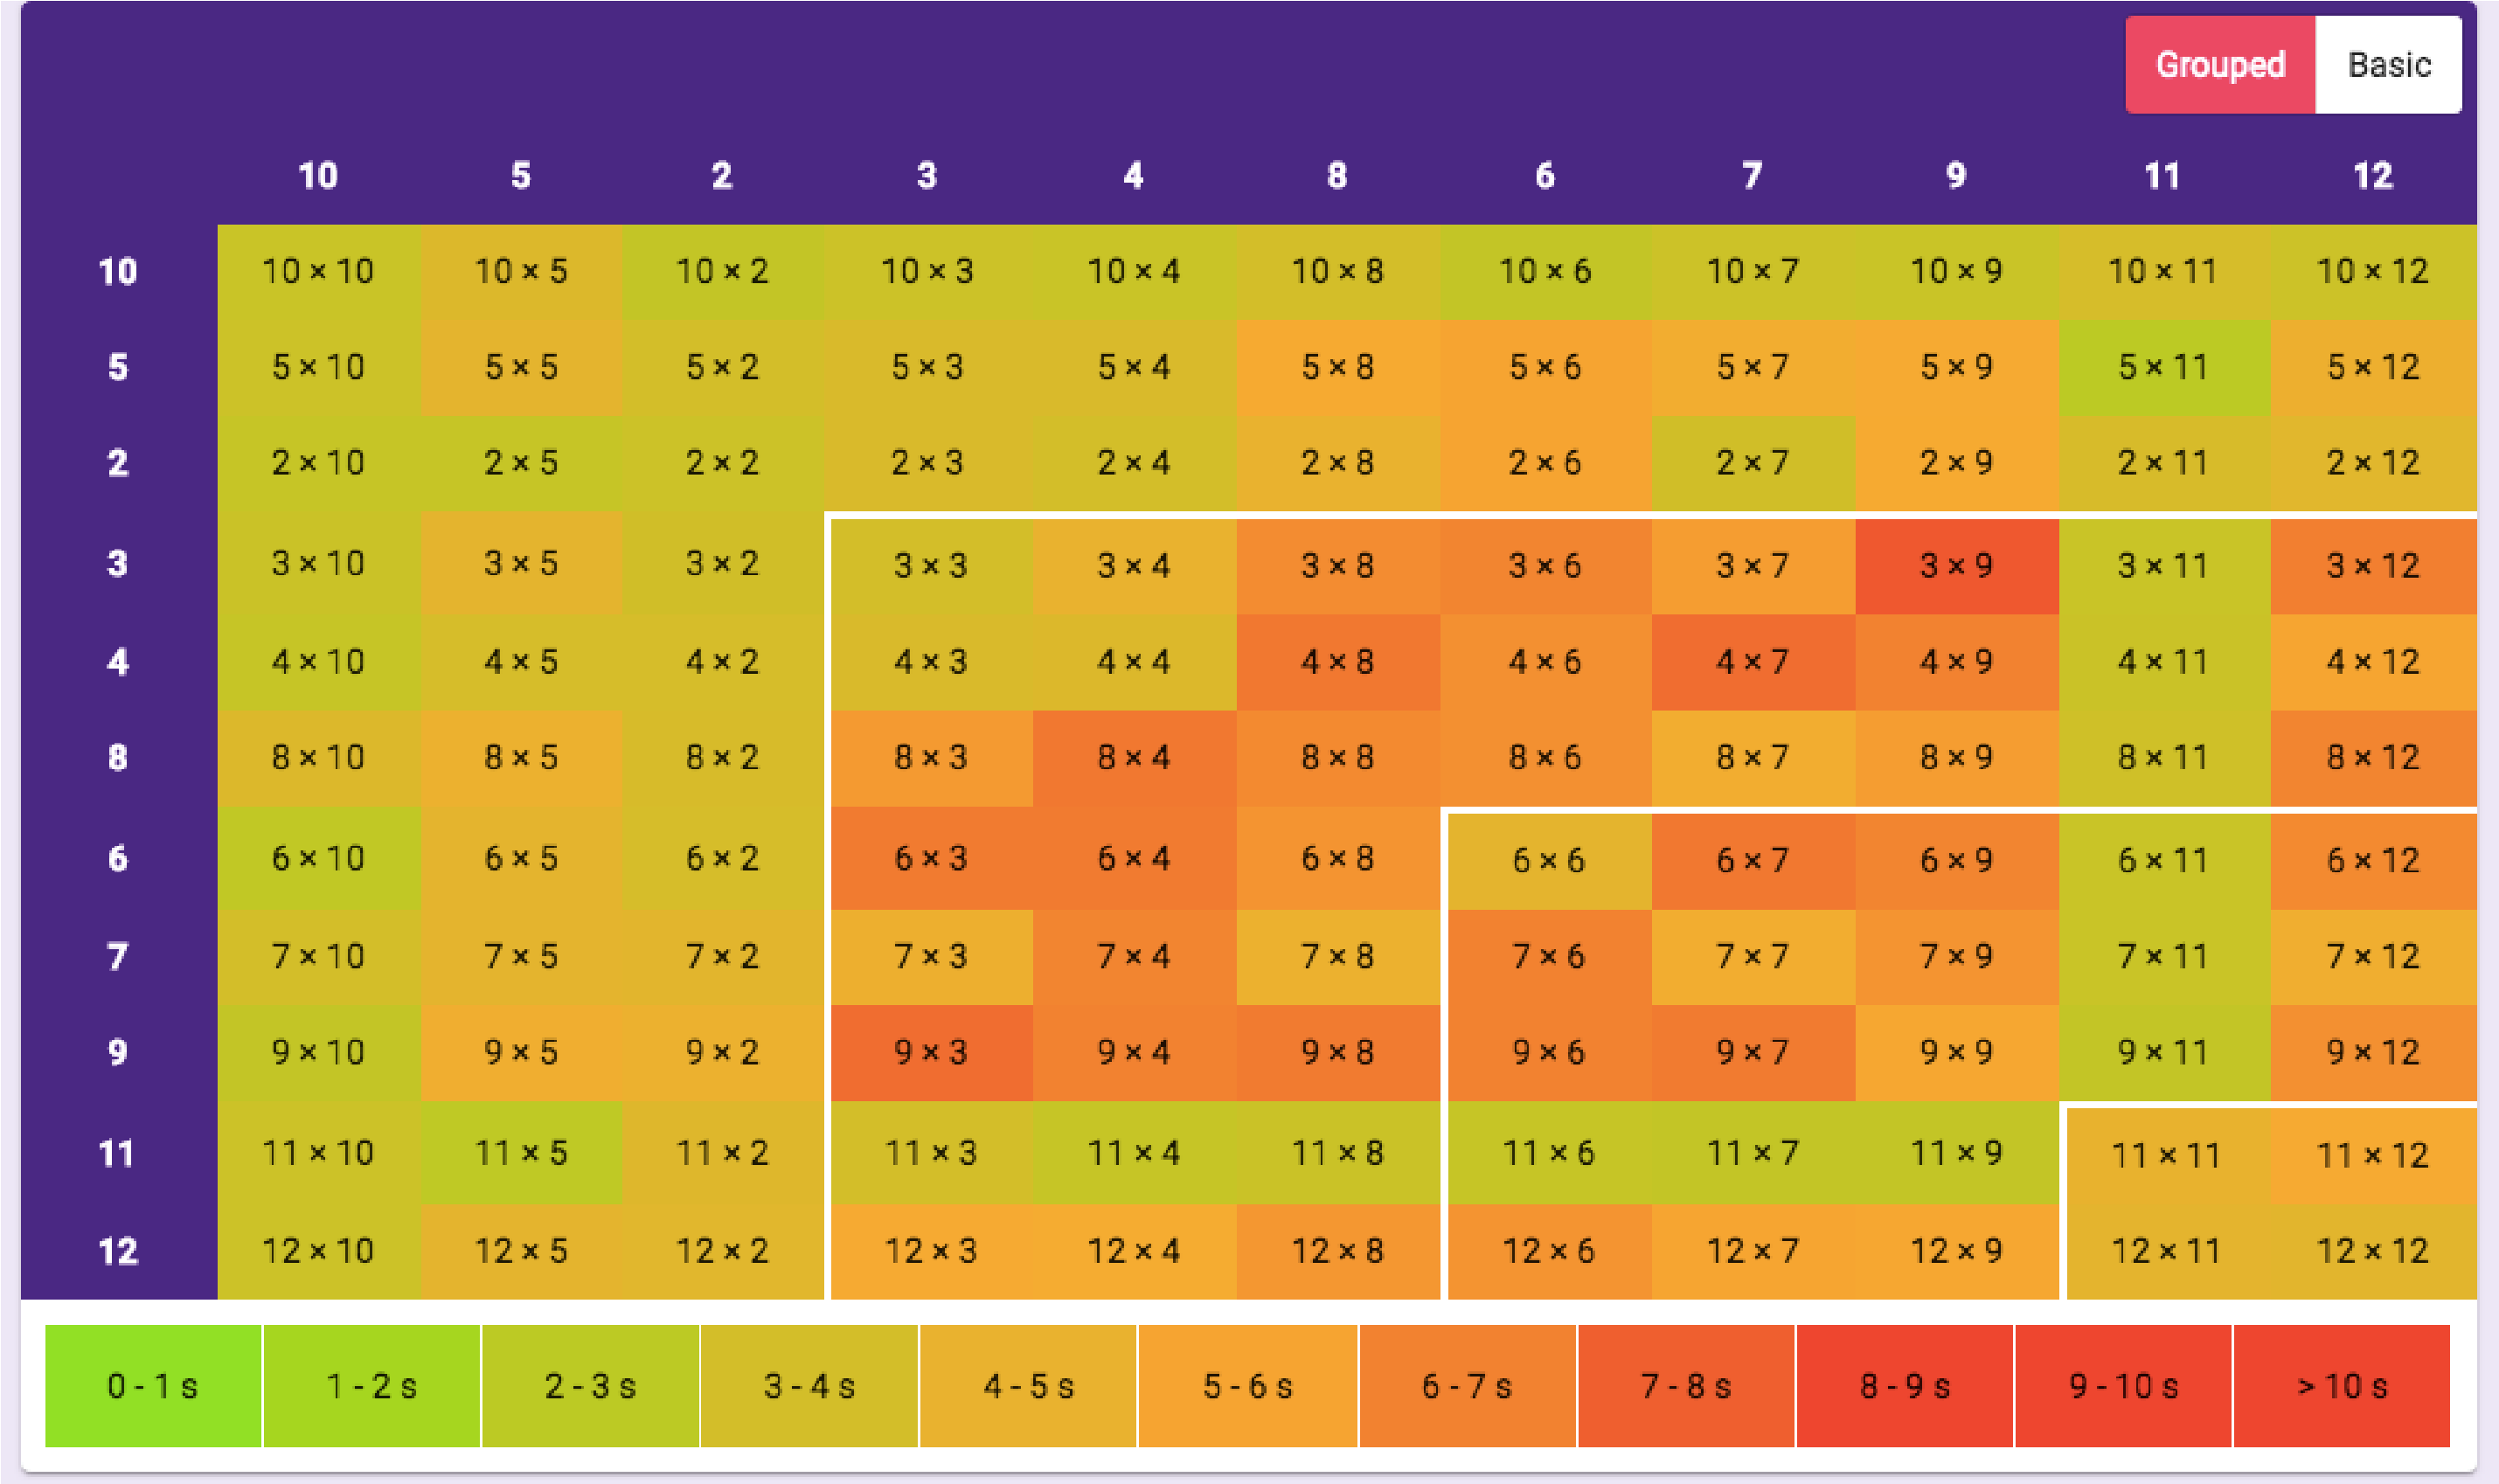 Grouped Basic
10 5 2 3 4 8 6 7 9 11 12
10 10 × 10 10 × 5 10 × 2 10 × 3 10 × 4 10 × 8 10 × 6 10 × 7 10 × 9 10 × 11 10 × 12
5 5 × 10 5 × 5 5 × 2 5 × 3 5 × 4 5 × 8 5 × 6 5 × 7 5 × 9 5 × 11 5 × 12
2 2 × 10 2 × 5 2 × 2 2 × 3 2 × 4 2 × 8 2 × 6 2 × 7 2 × 9 2 × 11 2 × 12
3 3 × 10 3 × 5 3 × 2 3 × 3 3 × 4 3 × 8 3 × 6 3 × 7 3 × 9 3 × 11 3 × 12
4 4 × 10 4 × 5 4 × 2 4 × 3 4 × 4 4 × 8 4 × 6 4 × 7 4 × 9 4 × 11 4 × 12
8 8 × 10 8 × 5 8 × 2 8 × 3 8 × 4 8 × 8 8 × 6 8 × 7 8 × 9 8 × 11 8 × 12
6 6 × 10 6 × 5 6 × 2 6 × 3 6 × 4 6 × 8 6 × 6 6 × 7 6 × 9 6 × 11 6 × 12
7 7 × 10 7 × 5 7 × 2 7 × 3 7 × 4 7 × 8 7 × 6 7 × 7 7 × 9 7 × 11 7 × 12
9 9 × 10 9 × 5 9 × 2 9 × 3 9 × 4 9 × 8 9 × 6 9 × 7 9 × 9 9 × 11 9 × 12
11 11 × 10 11 × 5 11 × 2 11 × 3 11 × 4 11 × 8 11 × 6 11 × 7 11 × 9 11 × 11 11 × 12
12 12 × 10 12 × 5 12 × 2 12 × 3 12 × 4 12 × 8 12 × 6 12 × 7 12 × 9 12 × 11 12 × 12
0 - 1 s 1 - 2 s 2 - 3 s 3 - 4 s 4 - 5 s 5 - 6 s 6 - 7 s 7 - 8 s 8 - 9 s 9 - 10 s > 10 s